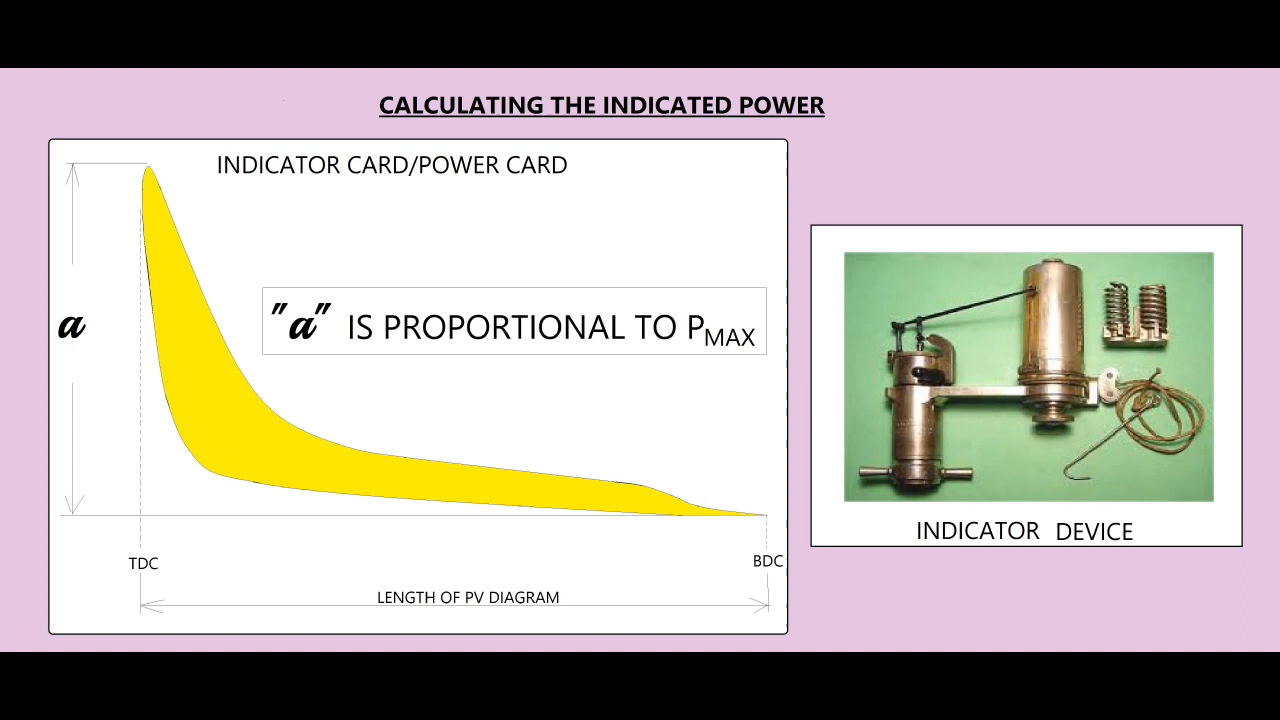 CALCULATING THE INDICATED POWER
INDICATOR CARD/POWER CARD
a
"a" IS PROPORTIONAL TO PMAX
TDC
BDC
LENGTH OF PV DIAGRAM
INDICATOR DEVICE